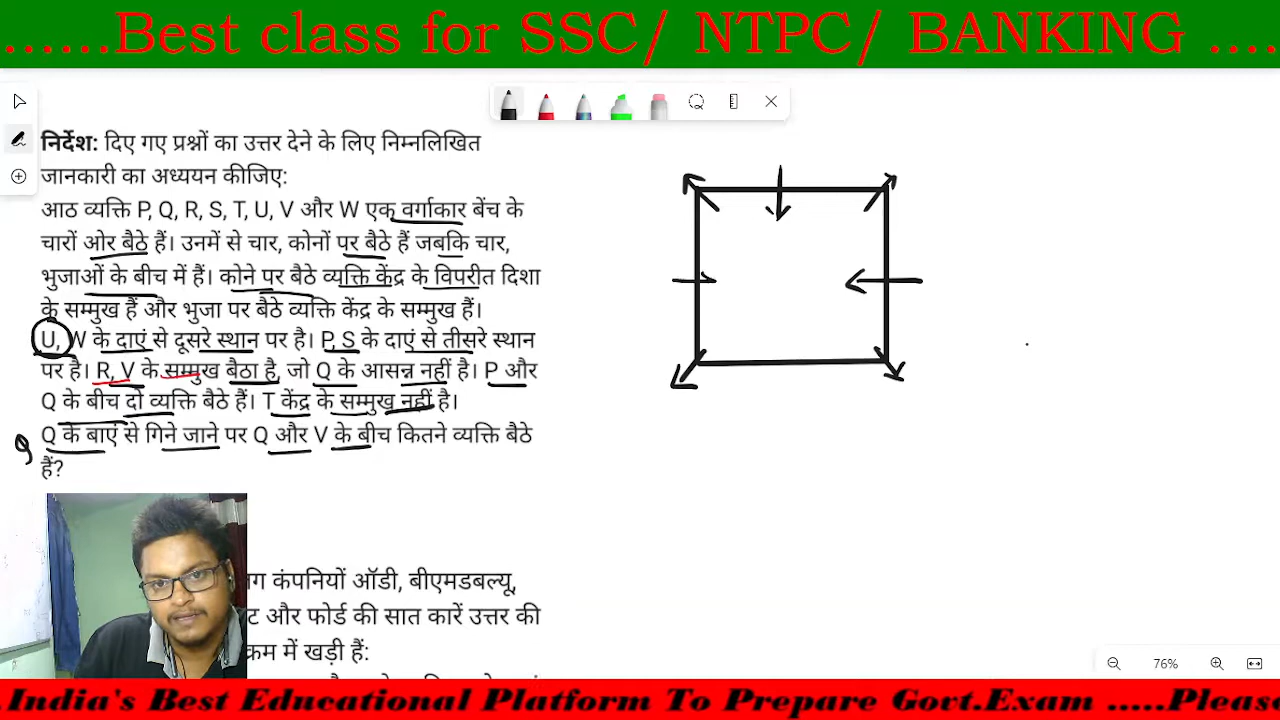 ......Best class for SSC/ NTPC/ BANKING ....
निर्देश: दिए गए प्रश्नों का उत्तर देने के लिए निम्नलिखित
जानकारी का अध्ययन कीजिए:
आठ व्यक्ति P, Q, R, S, T, U, V और W एक वर्गाकार बेंच के
चारों ओर बैठे हैं। उनमें से चार, कोनों पर बैठे हैं जबकि चार,
भुजाओं के बीच में हैं। कोने पर बैठे व्यक्ति केंद्र के विपरीत दिशा
के सम्मुख हैं और भुजा पर बैठे व्यक्ति केंद्र के सम्मुख हैं।
U, W के दाएं से दूसरे स्थान पर है। P, S के दाएं से तीसरे स्थान
पर है। R, V के सम्मुख बैठा है, जो Q के आसन्न नहीं है। P और
Q के बीच दो व्यक्ति बैठे हैं। T केंद्र के सम्मुख नहीं है।
Q के बाएं से गिने जाने पर Q और V के बीच कितने व्यक्ति बैठे
हैं?
कंपनियों ऑडी, बीएमडबल्यू,
और फोर्ड की सात कारें उत्तर की
क्रम में खड़ी हैं:
76%
.India's Best Educational Platform To Prepare Govt.Exam .....Please